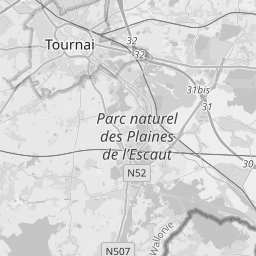 32
Tournai
32
31bis
31
Parc naturel
des Plaines
de l'Escaut
30
N52
Wallonie
N507